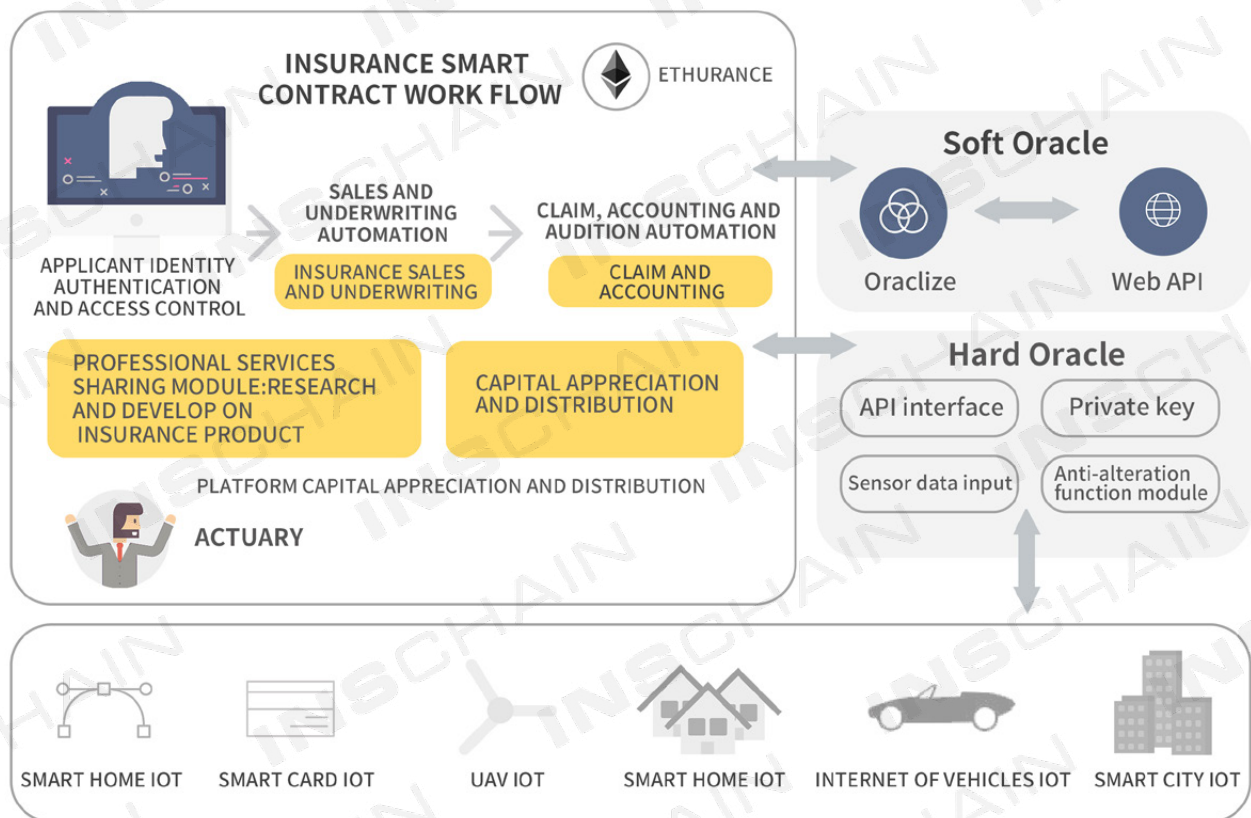 INSURANCE SMART
CONTRACT WORK FLOW
ETHURANCE
APPLICANT IDENTITY
AUTHENTICATION
AND ACCESS CONTROL
SALES AND
UNDERWRITING
AUTOMATION
INSURANCE SALES
AND UNDERWRITING
CLAIM, ACCOUNTING AND
AUDITION AUTOMATION
CLAIM AND
ACCOUNTING
PROFESSIONAL SERVICES
SHARING MODULE:RESEARCH
AND DEVELOP ON
INSURANCE PRODUCT
CAPITAL APPRECIATION
AND DISTRIBUTION
PLATFORM CAPITAL APPRECIATION AND DISTRIBUTION
ACTUARY
Soft Oracle
Oraclize
Web API
Hard Oracle
API interface
Private key
Sensor data input
Anti-alteration
function module
SMART HOME IOT
SMART CARD IOT
UAV IOT
SMART HOME IOT
INTERNET OF VEHICLES IOT
SMART CITY IOT
INSCHAIN